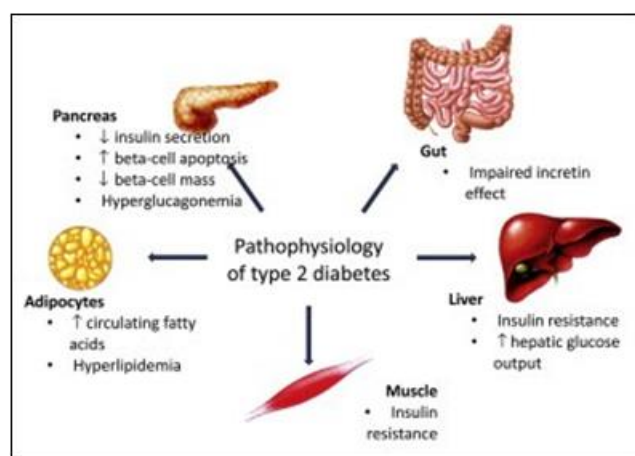 Pancreas
• ↓ insulin secretion
• ↑ beta-cell apoptosis
• ↓ beta-cell mass
• Hyperglucagonemia
Gut
• Impaired incretin
effect
Pathophysiology
of type 2 diabetes
Adipocytes
• ↑ circulating fatty
acids
• Hyperlipidemia
Liver
• Insulin resistance
• ↑ hepatic glucose
output
Muscle
• Insulin
resistance